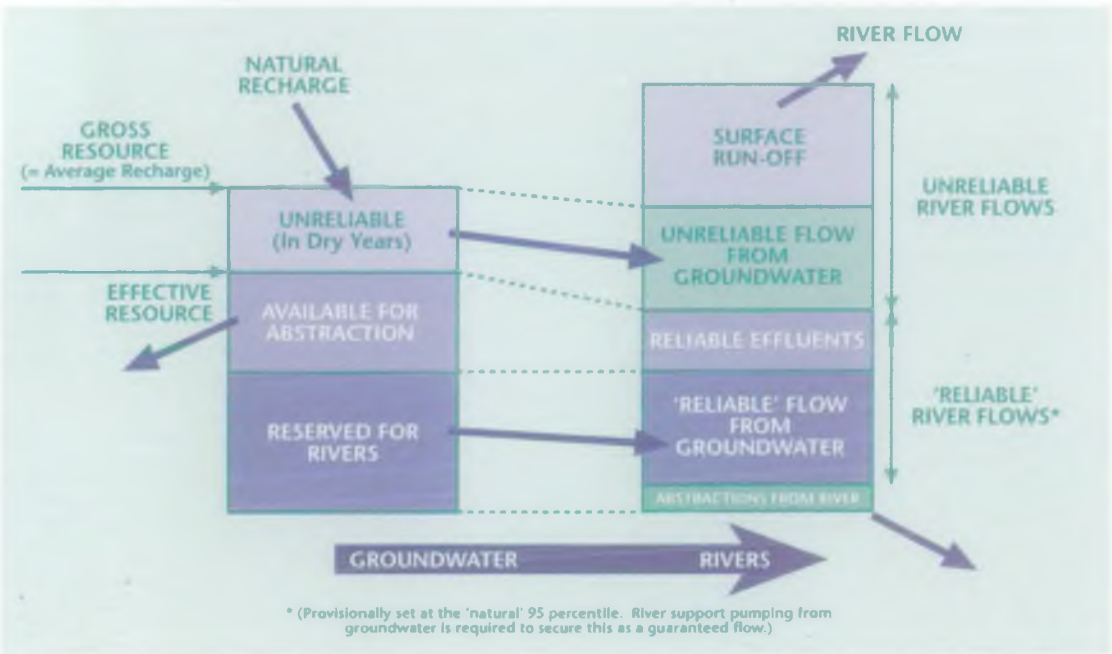 RIVER FLOW
NATURAL
RECHARGE
GROSS
RESOURCE
(= Average Recharge)
SURFACE
RUN-OFF
UNRELIABLE
RIVER FLOWS
UNRELIABLE
(In Dry Years)
UNRELIABLE FLOW
FROM
GROUNDWATER
EFFECTIVE
RESOURCE
AVAILABLE FOR
ABSTRACTION
RELIABLE EFFLUENTS
'RELIABLE'
RIVER FLOWS*
RESERVED FOR
RIVERS
'RELIABLE' FLOW
FROM
GROUNDWATER
ABSTRACTIONS FROM RIVER
GROUNDWATER RIVERS
* (Provisionally set at the 'natural' 95 percentile. River support pumping from
groundwater is required to secure this as a guaranteed flow.)